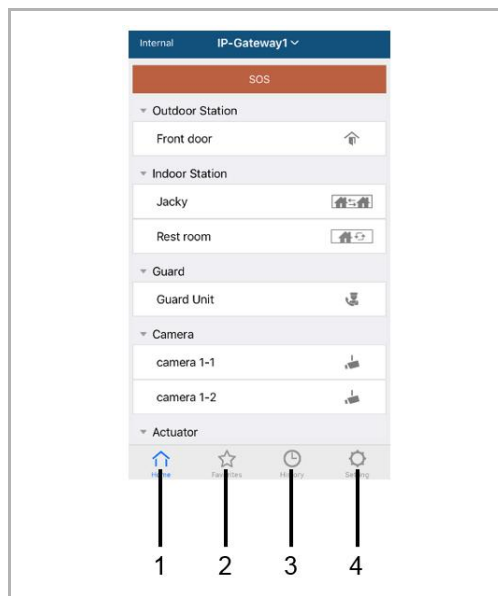 Internal IP-Gateway1
SOS
Outdoor Station
Front door
Indoor Station
Jacky
Rest room
Guard
Guard Unit
Camera
camera 1-1
camera 1-2
Actuator
Home Favorites History Setting
1 2 3 4